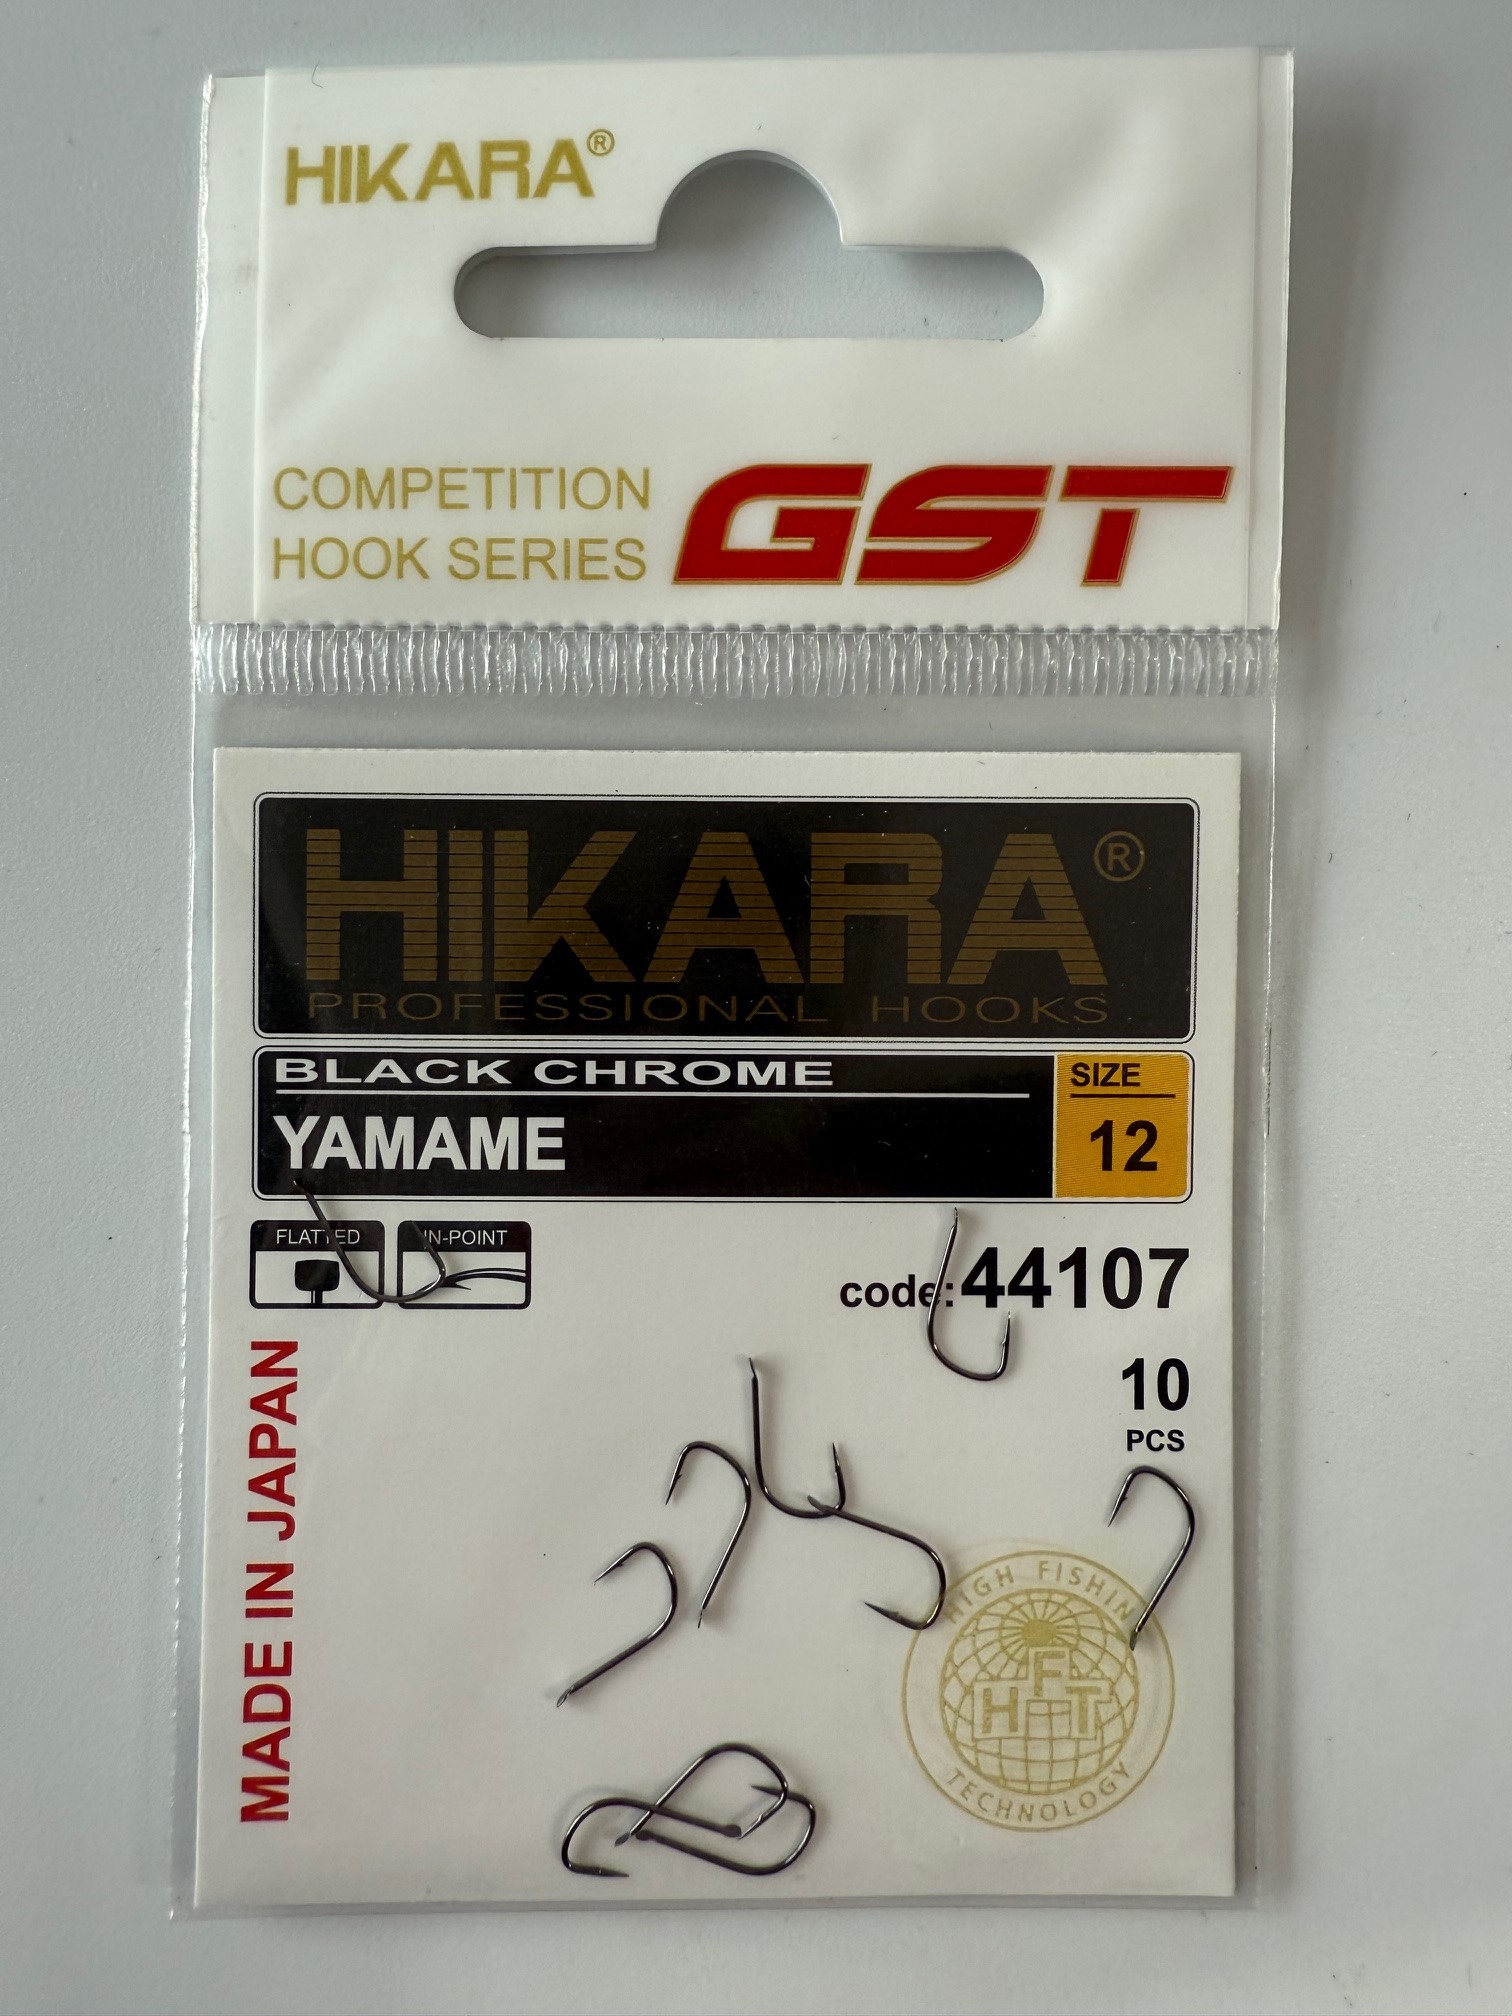 HIKARA®
COMPETITION
HOOK SERIES
GST
HIKARA®
PROFESSIONAL HOOKS
BLACK CHROME
YAMAME
SIZE
12
FLATTED
IN-POINT
code:44107
10
PCS
MADE IN JAPAN
HIGH FISHING
HFT
TECHNOLOGY